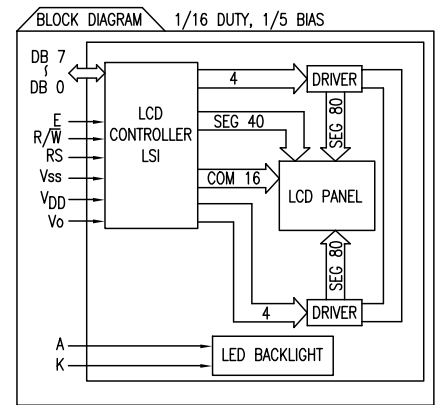 BLOCK DIAGRAM 1/16 DUTY, 1/5 BIAS
DB 7
DB 0
E
R/W̅
RS
Vss
VDD
Vo
LCD
CONTROLLER
LSI
4
DRIVER
SEG 40
SEG 80
COM 16
LCD PANEL
SEG 80
4
DRIVER
A
K
LED BACKLIGHT